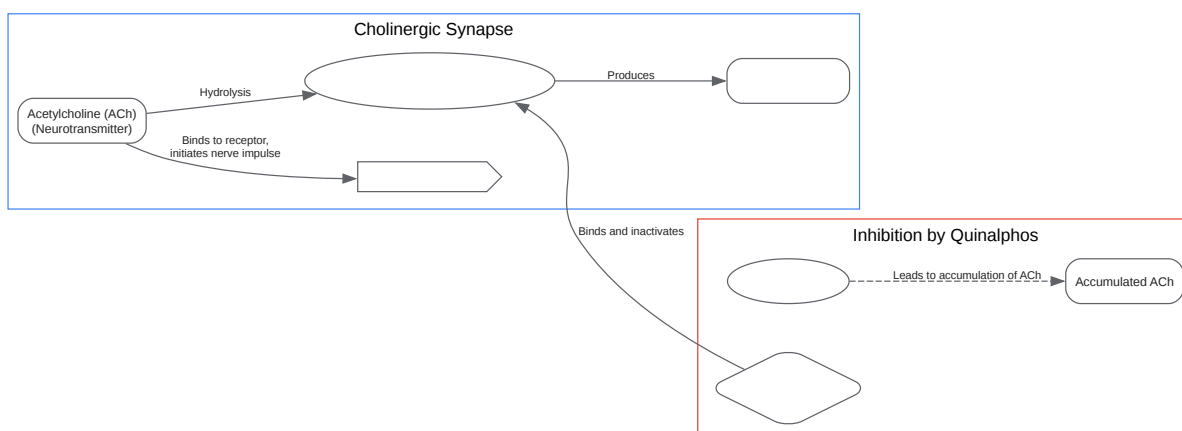 Cholinergic Synapse
Hydrolysis
Produces
Acetylcholine (ACh)
(Neurotransmitter)
Binds to receptor,
initiates nerve impulse
Binds and inactivates
Inhibition by Quinalphos
Leads to accumulation of ACh
Accumulated ACh